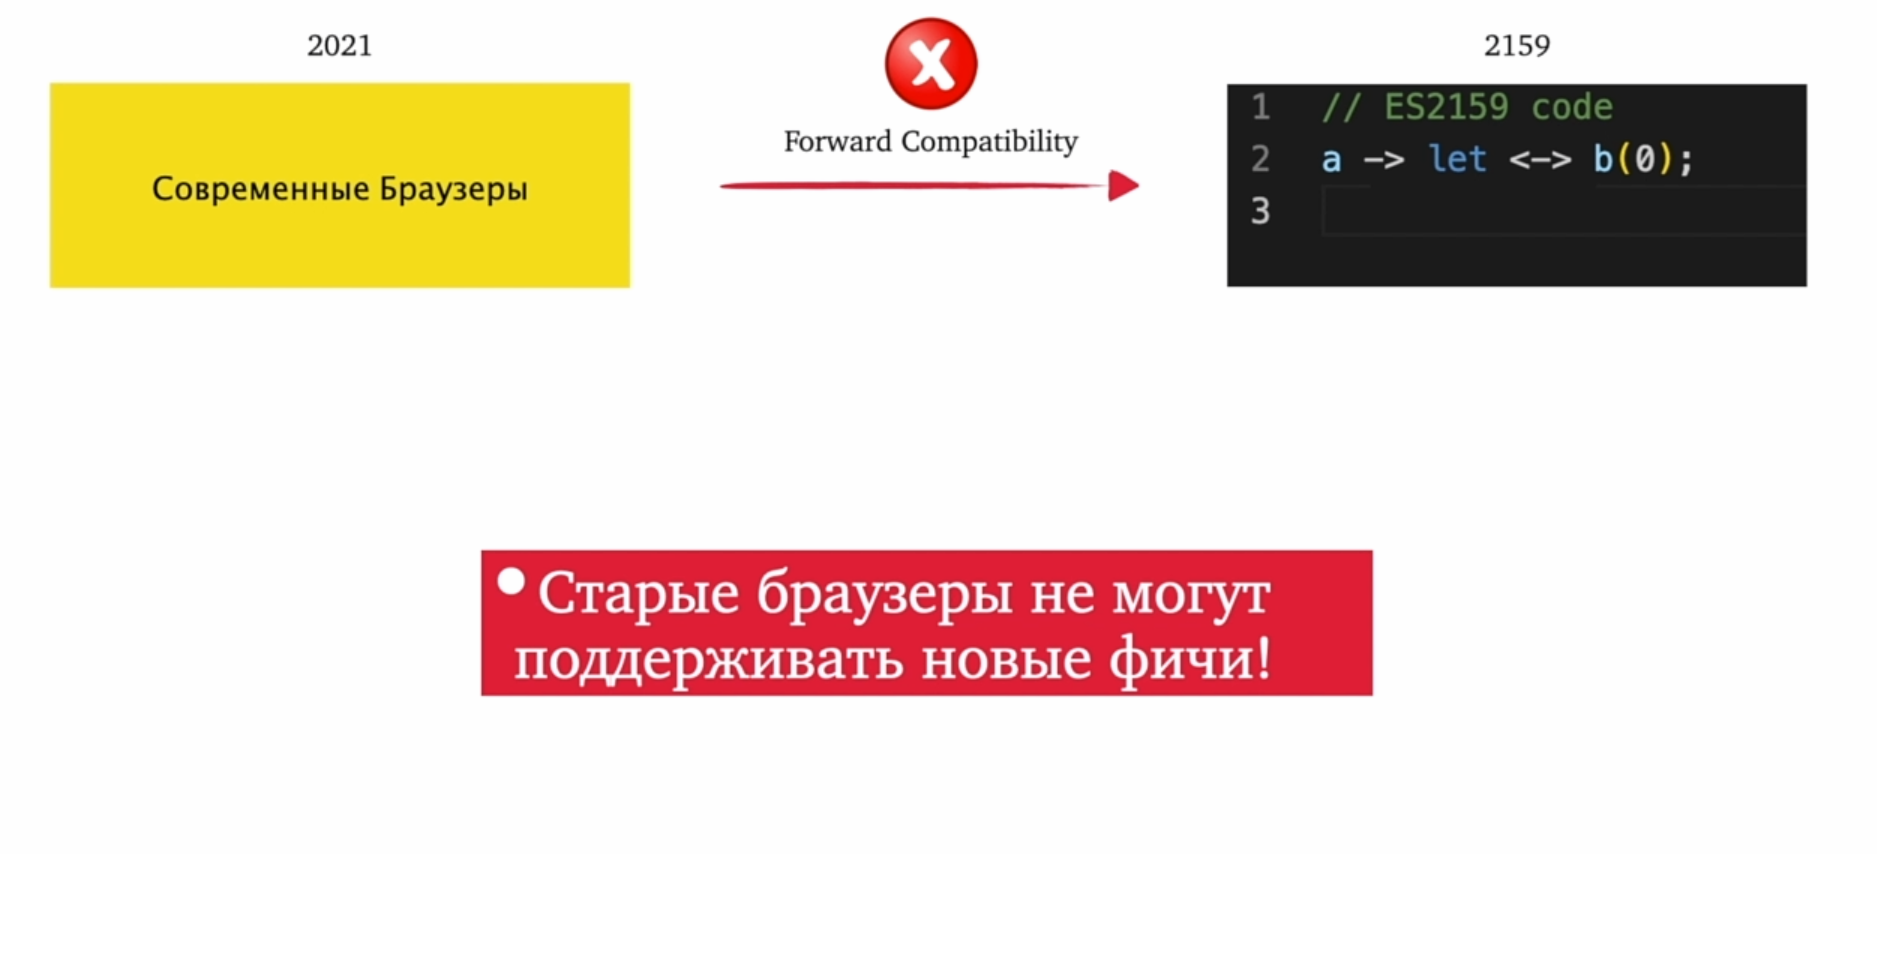 2021
2159
Современные Браузеры
Forward Compatibility
1 // ES2159 code
2 a —> let <—> b(0);
3
• Старые браузеры не могут
поддерживать новые фичи!